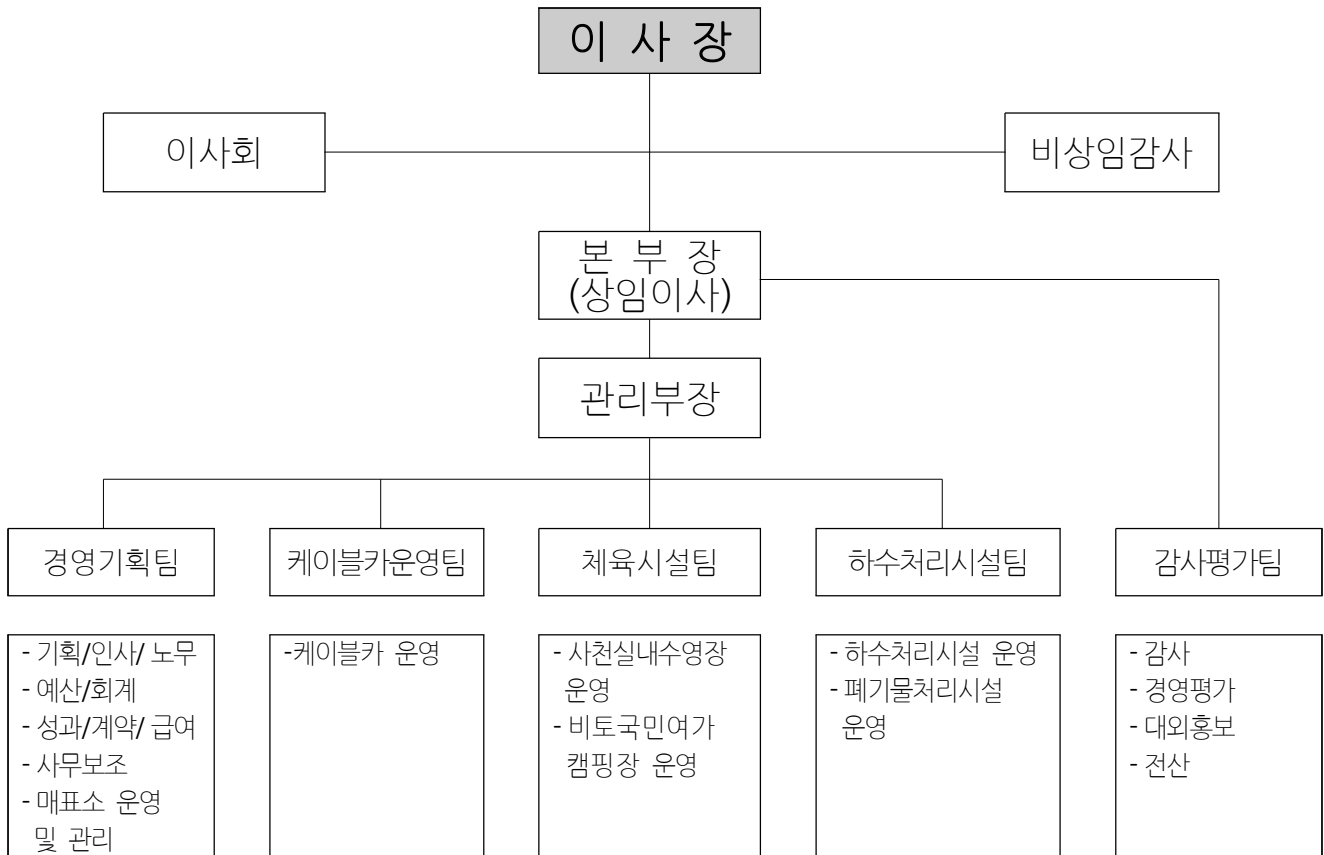 이 사 장
이사회
비상임감사
본 부 장
(상임이사)
관리부장
경영기획팀
케이블카운영팀
체육시설팀
하수처리시설팀
감사평가팀
- 기획/인사/ 노무
- 예산/회계
- 성과/계약/ 급여
- 사무보조
- 매표소 운영
및 관리
-케이블카 운영
- 사천실내수영장
운영
- 비토국민여가
캠핑장 운영
- 하수처리시설 운영
- 폐기물처리시설
운영
- 감사
- 경영평가
- 대외홍보
- 전산